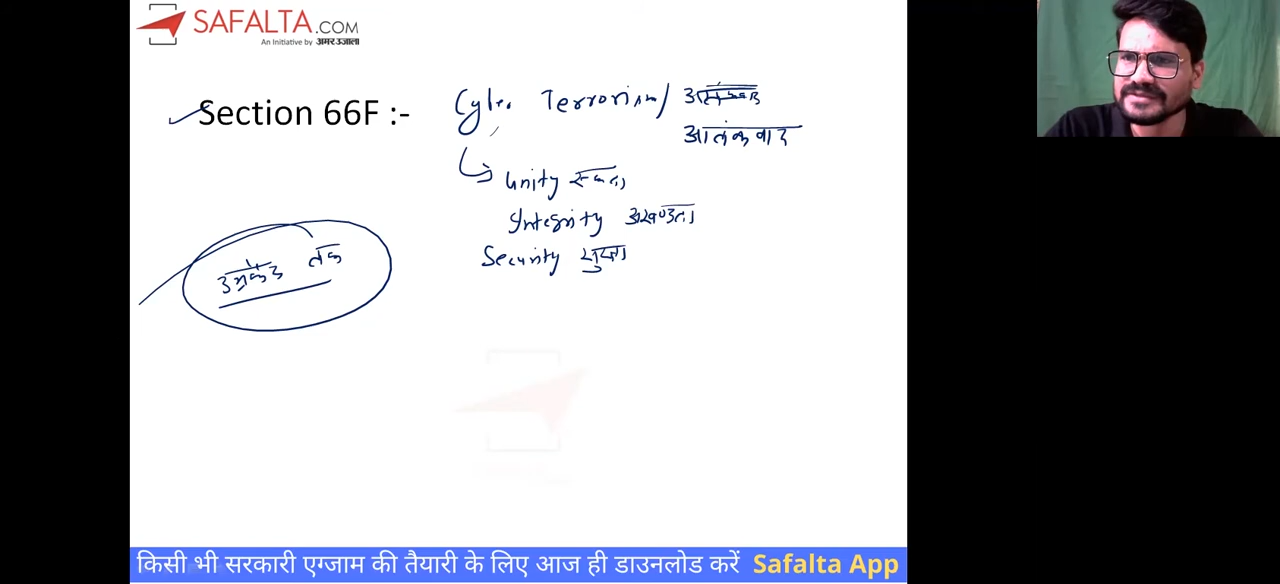 SAFALTA.COM
An Initiative by अमर उजाला
Section 66F :- Cyber Terrorism/
आतंकवाद
Unity एकता
Integrity अखण्डता
Security सुरक्षा
उम्रकैद तक
किसी भी सरकारी एग्जाम की तैयारी के लिए आज ही डाउनलोड करें Safalta App